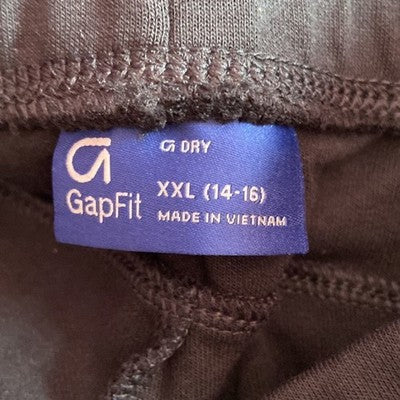 G DRY
GapFit
XXL (14-16)
MADE IN VIETNAM